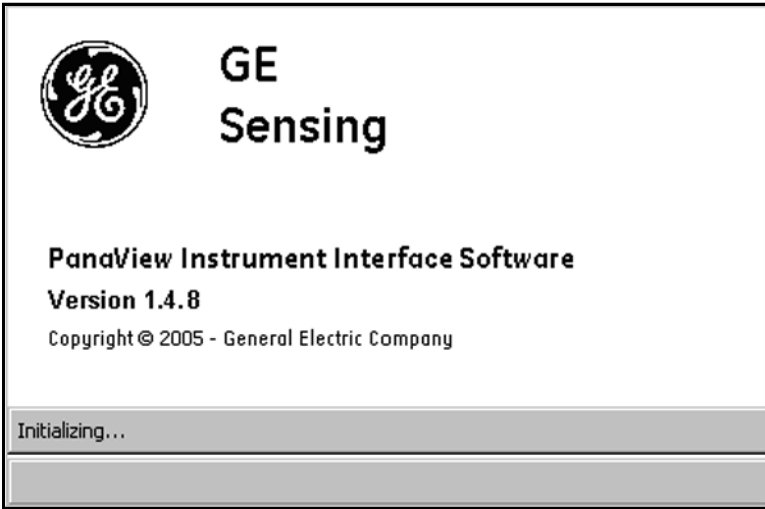 GE
Sensing
PanaView Instrument Interface Software
Version 1.4.8
Copyright © 2005 - General Electric Company
Initializing...